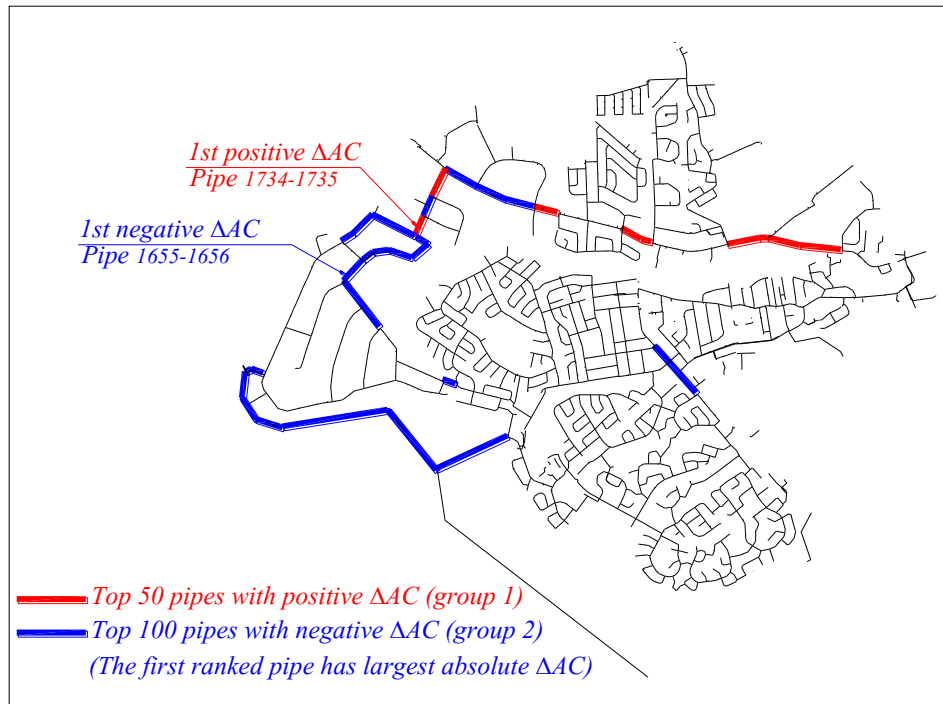 1st positive ΔAC
Pipe 1734-1735
1st negative ΔAC
Pipe 1655-1656
Top 50 pipes with positive ΔAC (group 1)
Top 100 pipes with negative ΔAC (group 2)
(The first ranked pipe has largest absolute ΔAC)